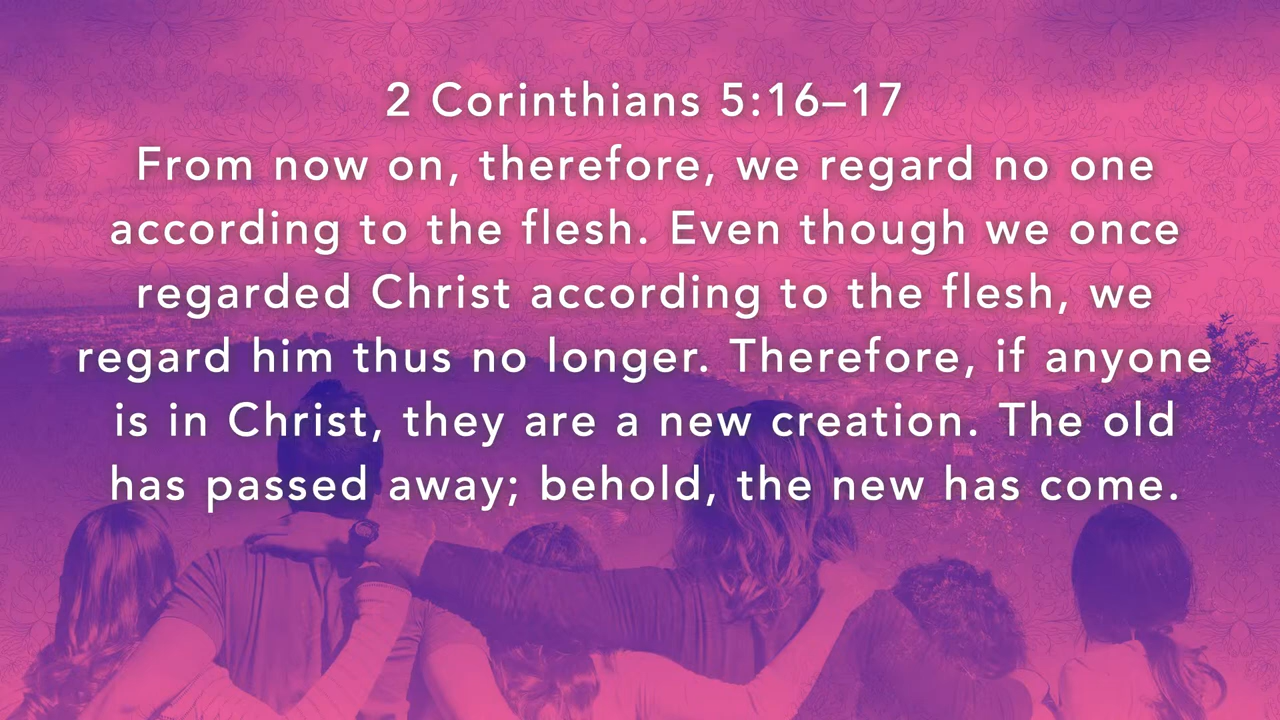 2 Corinthians 5:16–17
From now on, therefore, we regard no one
according to the flesh. Even though we once
regarded Christ according to the flesh, we
regard him thus no longer. Therefore, if anyone
is in Christ, they are a new creation. The old
has passed away; behold, the new has come.